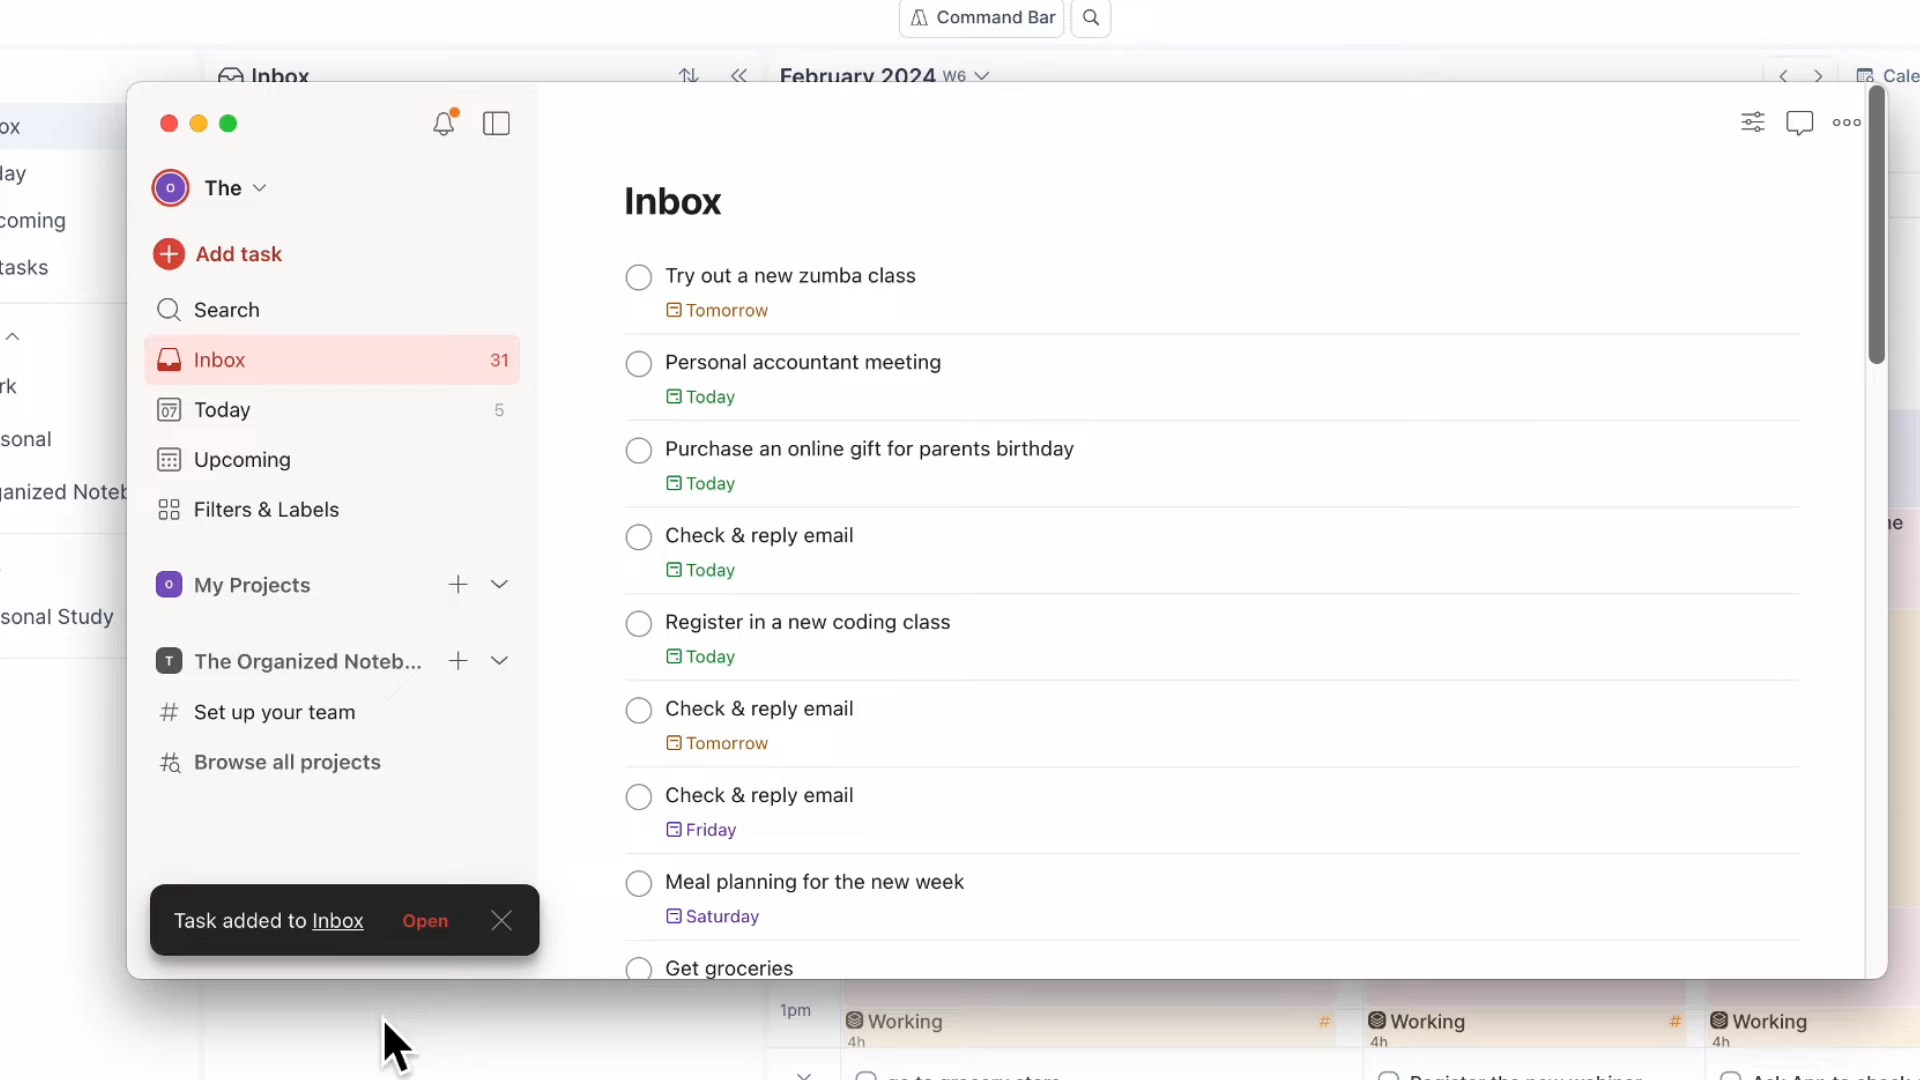 Command Bar
Inbox
February 2024 W6
Cale
ox
day
coming
tasks
rk
sonal
ganized Noteb
sonal Study
O The
Add task
Search
Inbox 31
07 Today 5
Upcoming
Filters & Labels
O My Projects
T The Organized Noteb...
# Set up your team
Browse all projects
Task added to Inbox Open
Inbox
Try out a new zumba class
Tomorrow
Personal accountant meeting
Today
Purchase an online gift for parents birthday
Today
Check & reply email
Today
Register in a new coding class
Today
Check & reply email
Tomorrow
Check & reply email
Friday
Meal planning for the new week
Saturday
Get groceries
1pm
Working #
4h
Working #
4h
Working
4h